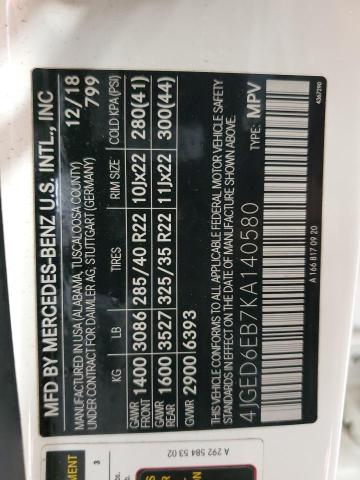 MFD BY MERCEDES-BENZ U.S. INTL., INC
12/18
MANUFACTURED IN USA (ALABAMA, TUSCALOOSA COUNTY)
UNDER CONTRACT FOR DAIMLER AG, STUTTGART (GERMANY)
799
KG LB TIRES RIM SIZE COLD KPA (PSI)
GAWR FRONT 1400 3086 285/40 R22 10Jx22 280(41)
GAWR REAR 1600 3527 325/35 R22 11Jx22 300(44)
GVWR 2900 6393
THIS VEHICLE CONFORMS TO ALL APPLICABLE FEDERAL MOTOR VEHICLE SAFETY
STANDARDS IN EFFECT ON THE DATE OF MANUFACTURE SHOWN ABOVE.
4JGED6EB7KA140580
TYPE: MPV
A 166 817 09 20
4367290
A 292 584 53 02
3